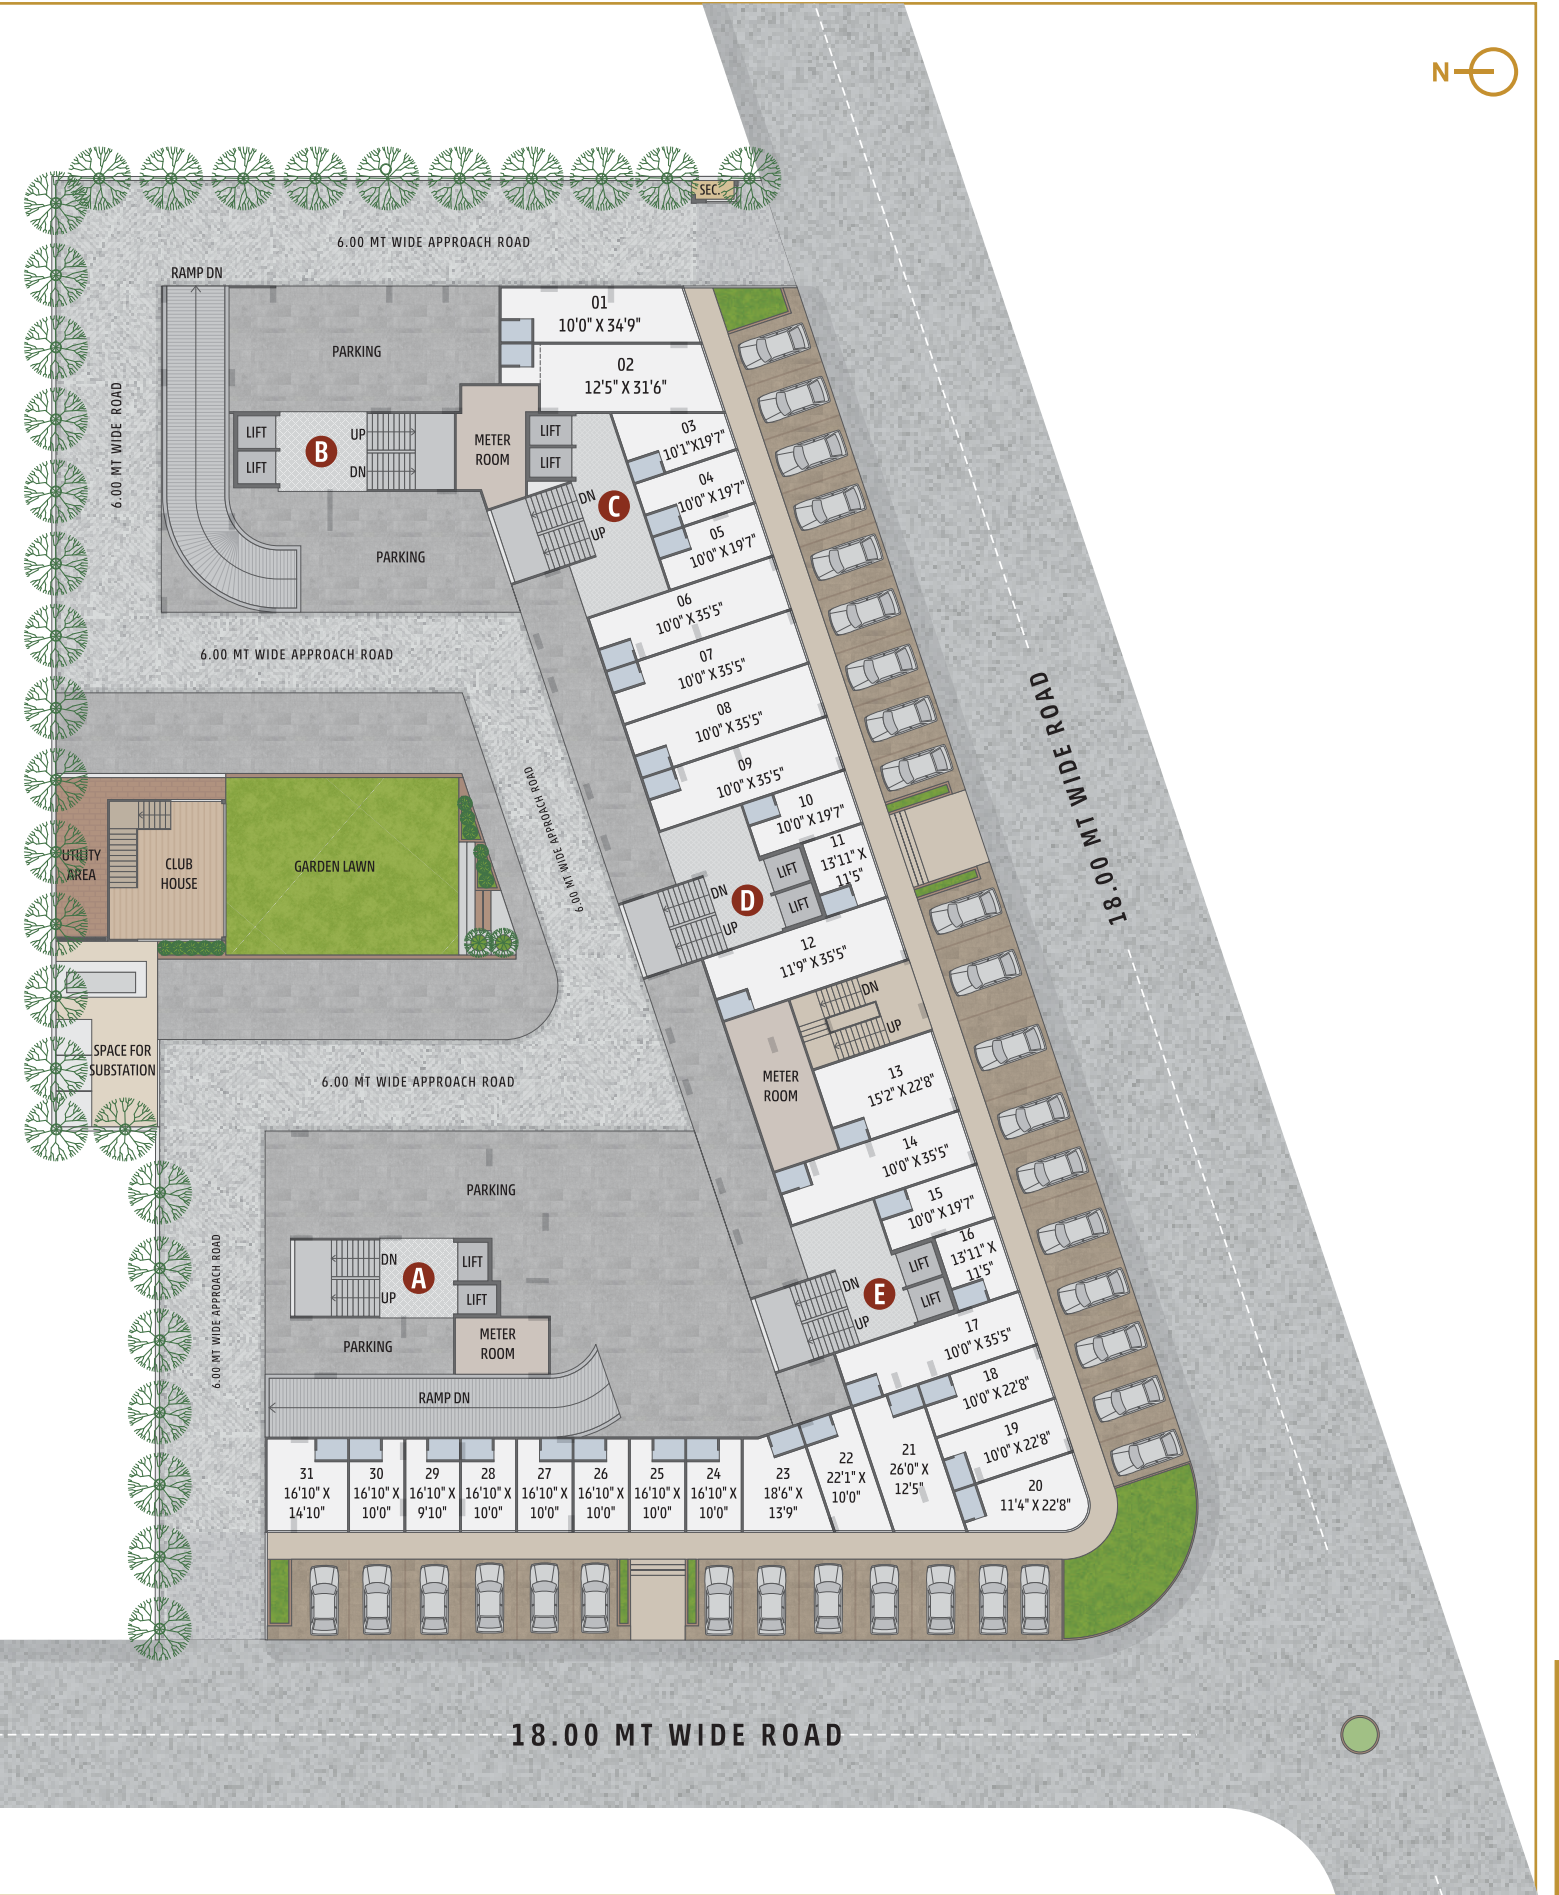 N
SEC.
6.00 MT WIDE APPROACH ROAD
RAMP DN
01
10'0" X 34'9"
PARKING
02
12'5" X 31'6"
6.00 MT WIDE ROAD
LIFT
LIFT
B
UP
DN
METER
ROOM
LIFT
LIFT
03
10'1"X19'7"
04
10'0" X 19'7"
DN
UP
C
05
10'0" X 19'7"
PARKING
06
10'0" X 35'5"
6.00 MT WIDE APPROACH ROAD
07
10'0" X 35'5"
08
10'0" X 35'5"
09
10'0" X 35'5"
18.00 MT WIDE ROAD
6.00 MT WIDE APPROACH ROAD
10
10'0" X 19'7"
11
13'11" X
11'5"
UTILITY
AREA
CLUB
HOUSE
GARDEN LAWN
LIFT
LIFT
DN
UP
D
12
11'9" X 35'5"
DN
UP
SPACE FOR
SUBSTATION
6.00 MT WIDE APPROACH ROAD
METER
ROOM
13
15'2" X 22'8"
14
10'0" X 35'5"
PARKING
15
10'0" X 19'7"
16
13'11" X
11'5"
6.00 MT WIDE APPROACH ROAD
DN
UP
A
LIFT
LIFT
LIFT
LIFT
DN
UP
E
PARKING
METER
ROOM
17
10'0" X 35'5"
RAMP DN
18
10'0" X 22'8"
19
10'0" X 22'8"
20
11'4" X 22'8"
21
26'0" X
12'5"
22
22'1" X
10'0"
31
16'10" X
14'10"
30
16'10" X
10'0"
29
16'10" X
9'10"
28
16'10" X
10'0"
27
16'10" X
10'0"
26
16'10" X
10'0"
25
16'10" X
10'0"
24
16'10" X
10'0"
23
18'6" X
13'9"
18.00 MT WIDE ROAD